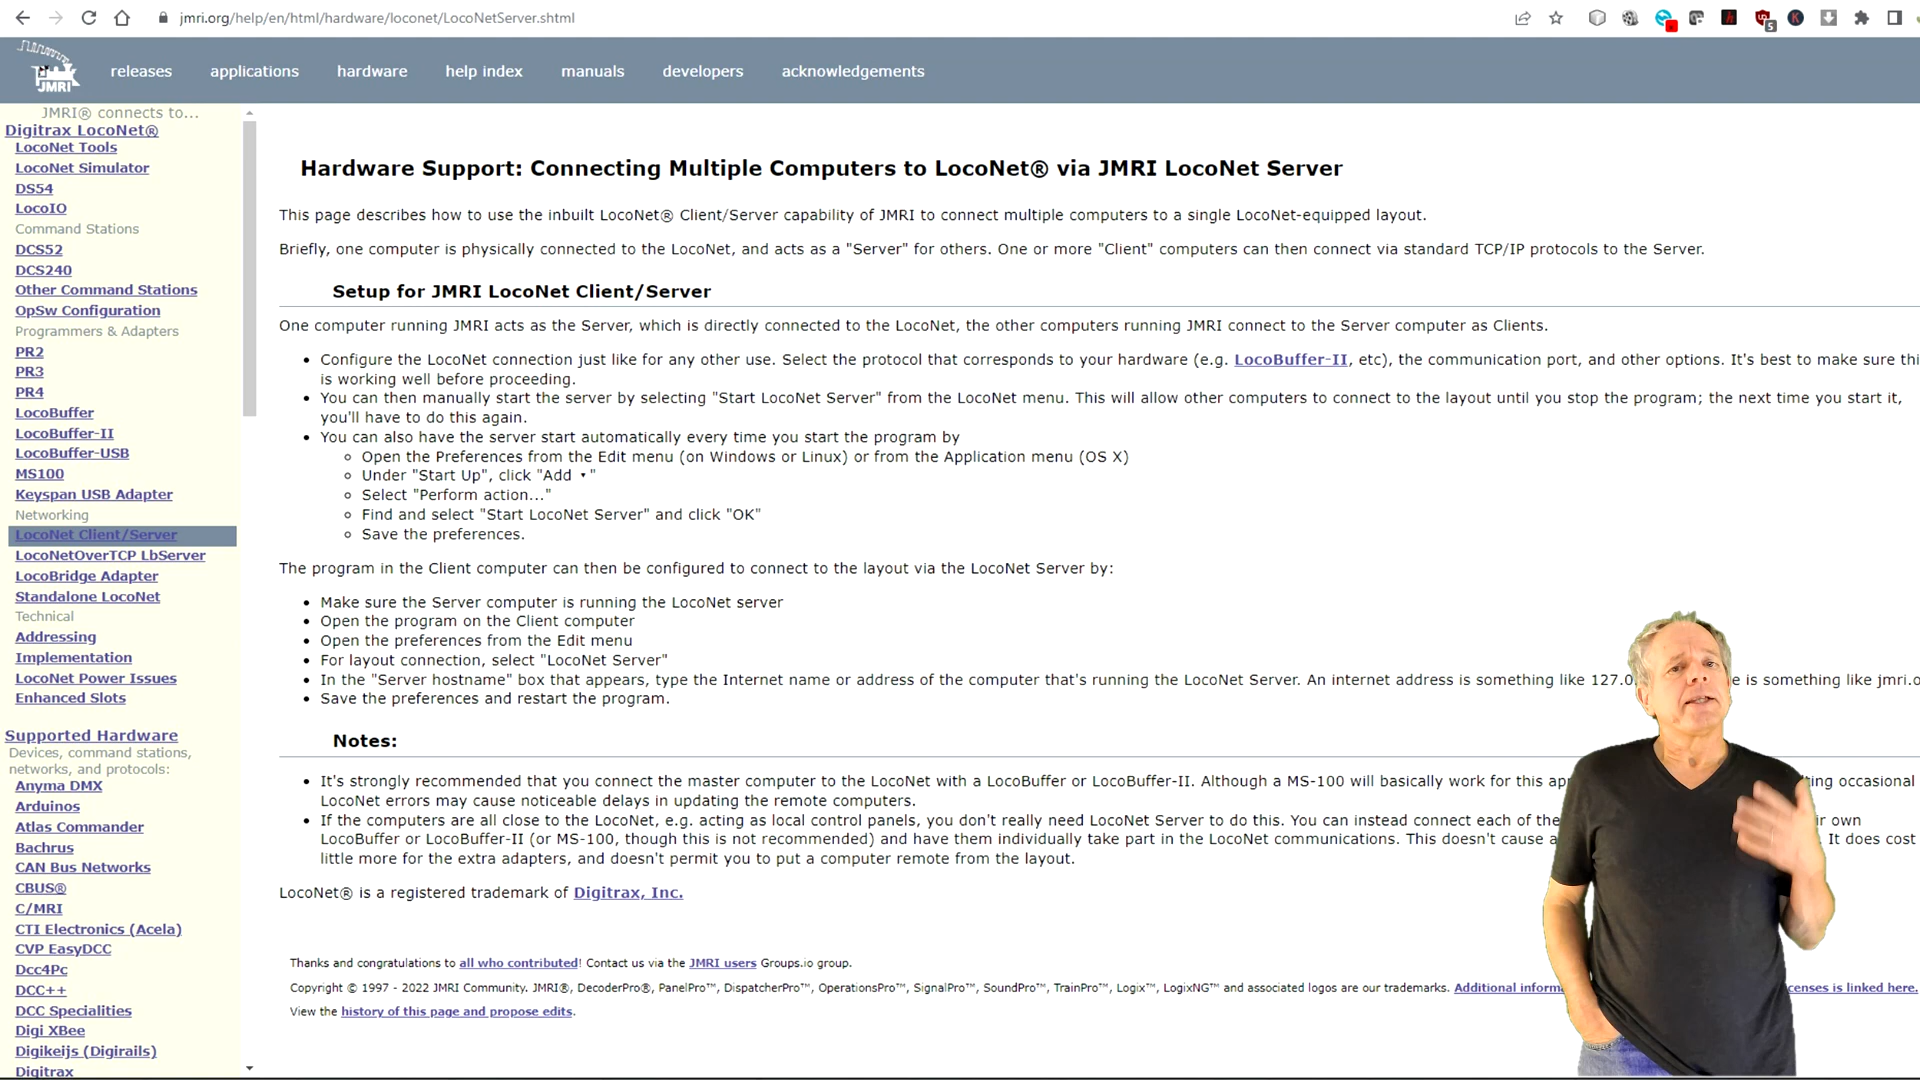 jmri.org/help/en/html/hardware/loconet/LocoNetServer.shtml
5
JMRI
releases applications hardware help index manuals developers acknowledgements
JMRI® connects to...
Digitrax LocoNet®
LocoNet Tools
LocoNet Simulator
DS54
LocoIO
Command Stations
DCS52
DCS240
Other Command Stations
OpSw Configuration
Programmers & Adapters
PR2
PR3
PR4
LocoBuffer
LocoBuffer-II
LocoBuffer-USB
MS100
Keyspan USB Adapter
Networking
LocoNet Client/Server
LocoNetOverTCP LbServer
LocoBridge Adapter
Standalone LocoNet
Technical
Addressing
Implementation
LocoNet Power Issues
Enhanced Slots
Supported Hardware
Devices, command stations,
networks, and protocols:
Anyma DMX
Arduinos
Atlas Commander
Bachrus
CAN Bus Networks
CBUS®
C/MRI
CTI Electronics (Acela)
CVP EasyDCC
Dcc4Pc
DCC++
DCC Specialities
Digi XBee
Digikeijs (Digirails)
Digitrax
Hardware Support: Connecting Multiple Computers to LocoNet® via JMRI LocoNet Server
This page describes how to use the inbuilt LocoNet® Client/Server capability of JMRI to connect multiple computers to a single LocoNet-equipped layout.
Briefly, one computer is physically connected to the LocoNet, and acts as a "Server" for others. One or more "Client" computers can then connect via standard TCP/IP protocols to the Server.
Setup for JMRI LocoNet Client/Server
One computer running JMRI acts as the Server, which is directly connected to the LocoNet, the other computers running JMRI connect to the Server computer as Clients.
• Configure the LocoNet connection just like for any other use. Select the protocol that corresponds to your hardware (e.g. LocoBuffer-II, etc), the communication port, and other options. It's best to make sure this
is working well before proceeding.
• You can then manually start the server by selecting "Start LocoNet Server" from the LocoNet menu. This will allow other computers to connect to the layout until you stop the program; the next time you start it,
you'll have to do this again.
• You can also have the server start automatically every time you start the program by
◦ Open the Preferences from the Edit menu (on Windows or Linux) or from the Application menu (OS X)
◦ Under "Start Up", click "Add ▾"
◦ Select "Perform action..."
◦ Find and select "Start LocoNet Server" and click "OK"
◦ Save the preferences.
The program in the Client computer can then be configured to connect to the layout via the LocoNet Server by:
• Make sure the Server computer is running the LocoNet server
• Open the program on the Client computer
• Open the preferences from the Edit menu
• For layout connection, select "LocoNet Server"
• In the "Server hostname" box that appears, type the Internet name or address of the computer that's running the LocoNet Server. An internet address is something like 127.0 is something like jmri.o
• Save the preferences and restart the program.
Notes:
• It's strongly recommended that you connect the master computer to the LocoNet with a LocoBuffer or LocoBuffer-II. Although a MS-100 will basically work for this ap occasional
LocoNet errors may cause noticeable delays in updating the remote computers.
• If the computers are all close to the LocoNet, e.g. acting as local control panels, you don't really need LocoNet Server to do this. You can instead connect each of the own
LocoBuffer or LocoBuffer-II (or MS-100, though this is not recommended) and have them individually take part in the LocoNet communications. This doesn't cause a It does cost
little more for the extra adapters, and doesn't permit you to put a computer remote from the layout.
LocoNet® is a registered trademark of Digitrax, Inc.
Thanks and congratulations to all who contributed! Contact us via the JMRI users Groups.io group.
Copyright © 1997 - 2022 JMRI Community. JMRI®, DecoderPro®, PanelPro™, DispatcherPro™, OperationsPro™, SignalPro™, SoundPro™, TrainPro™, Logix™, LogixNG™ and associated logos are our trademarks. Additional inform censes is linked here.
View the history of this page and propose edits.